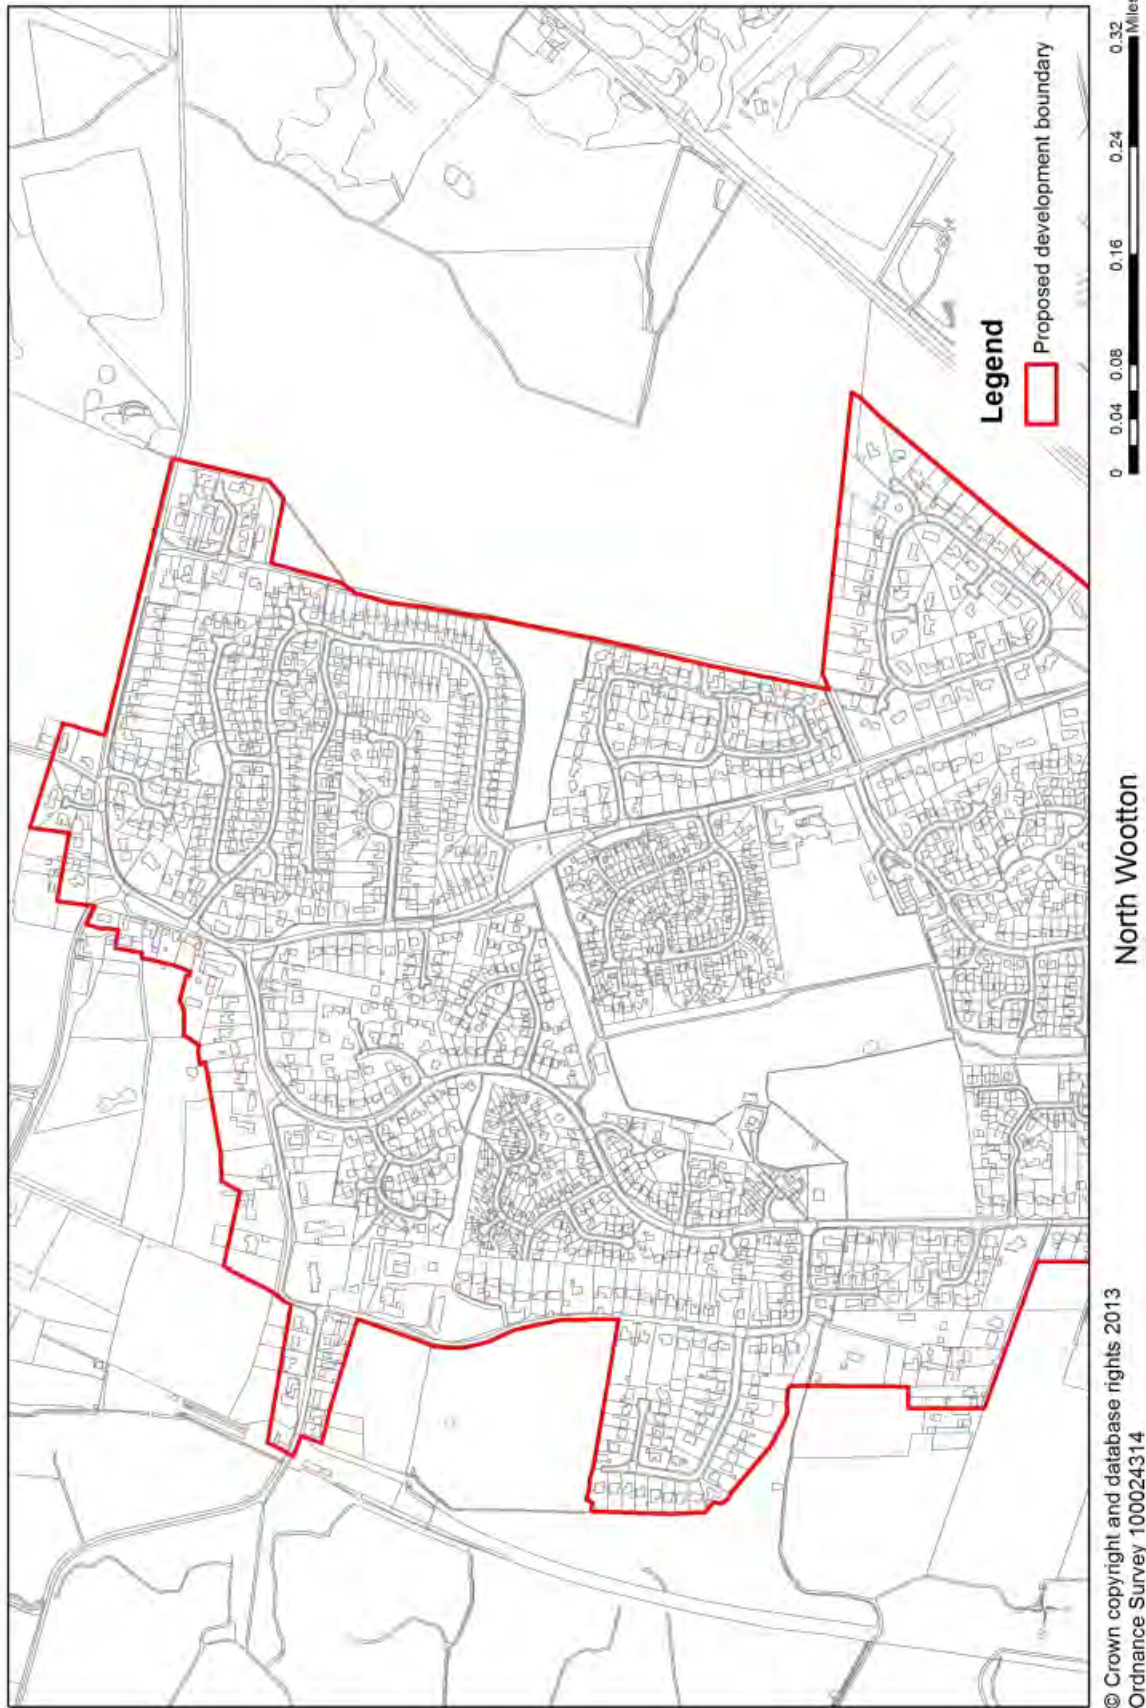 Legend
Proposed development boundary
0 0.04 0.08 0.16 0.24 0.32
Miles
North Wootton
© Crown copyright and database rights 2013
Ordnance Survey 100024314